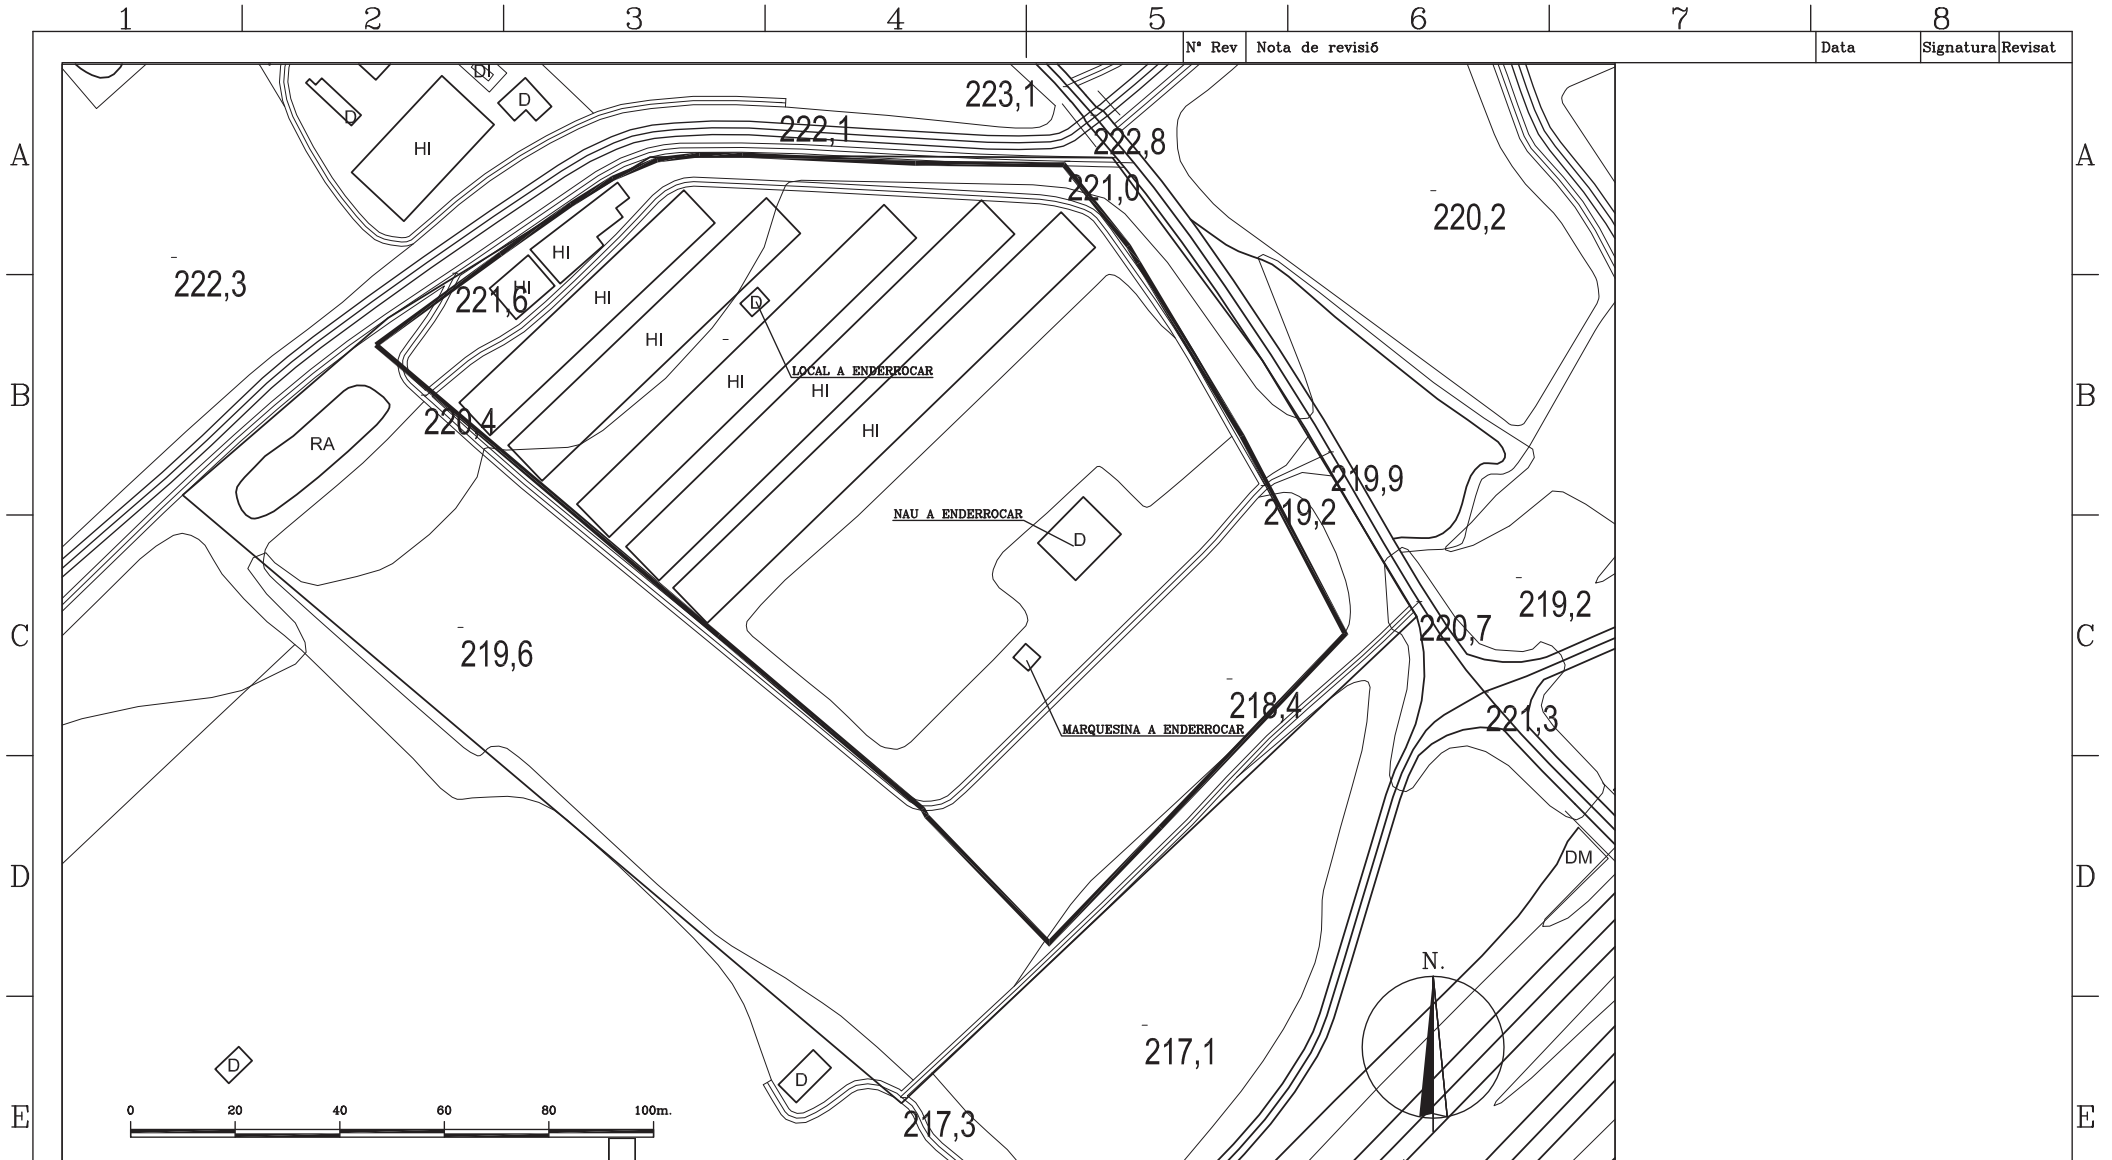 1 2 3 4 5 6 7 8
Nº Rev Nota de revisió Data Signatura Revisat
DI
D
223,1
D
222,1
222,8
HI
A A
221,0
220,2
HI
222,3
HI
221,6
HI
D
HI
LOCAL A ENDERROCAR
HI
HI
B B
220,4
HI
RA
219,9
NAU A ENDERROCAR
219,2
D
219,2
220,7
C C
219,6
218,4
221,3
MARQUESINA A ENDERROCAR
DM
D D
N.
217,1
D
D
0 20 40 60 80 100m.
E E
217,3